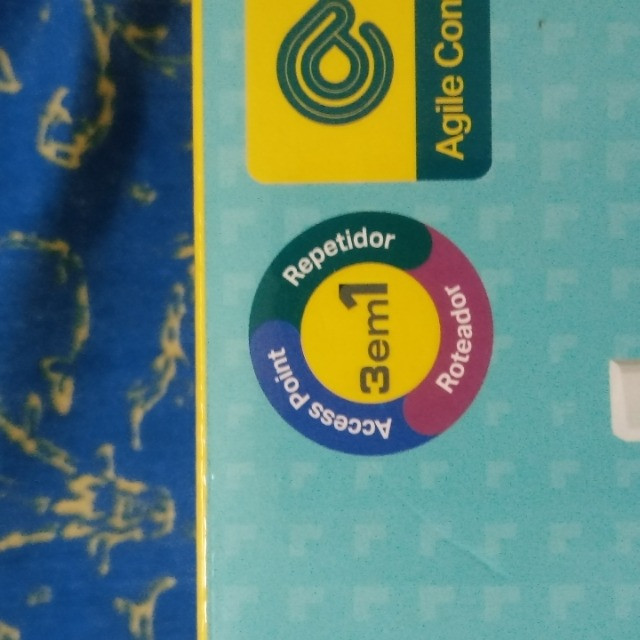 Agile Con
Repetidor
Roteador
Access Point
3em1